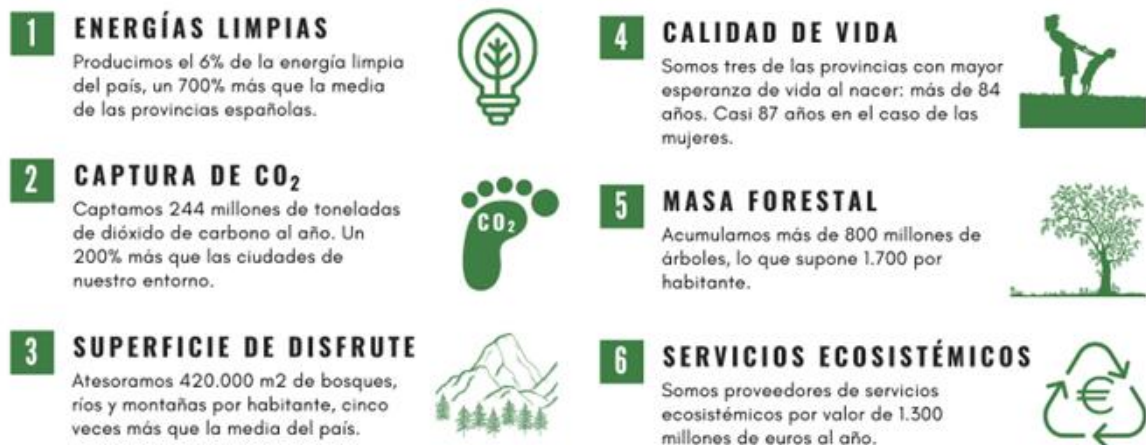 1
ENERGÍAS LIMPIAS
Producimos el 6% de la energía limpia
del país, un 700% más que la media
de las provincias españolas.
2
CAPTURA DE CO₂
Captamos 244 millones de toneladas
de dióxido de carbono al año. Un
200% más que las ciudades de
nuestro entorno.
CO₂
3
SUPERFICIE DE DISFRUTE
Atesoramos 420.000 m2 de bosques,
ríos y montañas por habitante, cinco
veces más que la media del país.
4
CALIDAD DE VIDA
Somos tres de las provincias con mayor
esperanza de vida al nacer: más de 84
años. Casi 87 años en el caso de las
mujeres.
5
MASA FORESTAL
Acumulamos más de 800 millones de
árboles, lo que supone 1.700 por
habitante.
6
SERVICIOS ECOSISTÉMICOS
Somos proveedores de servicios
ecosistémicos por valor de 1.300
millones de euros al año.
€